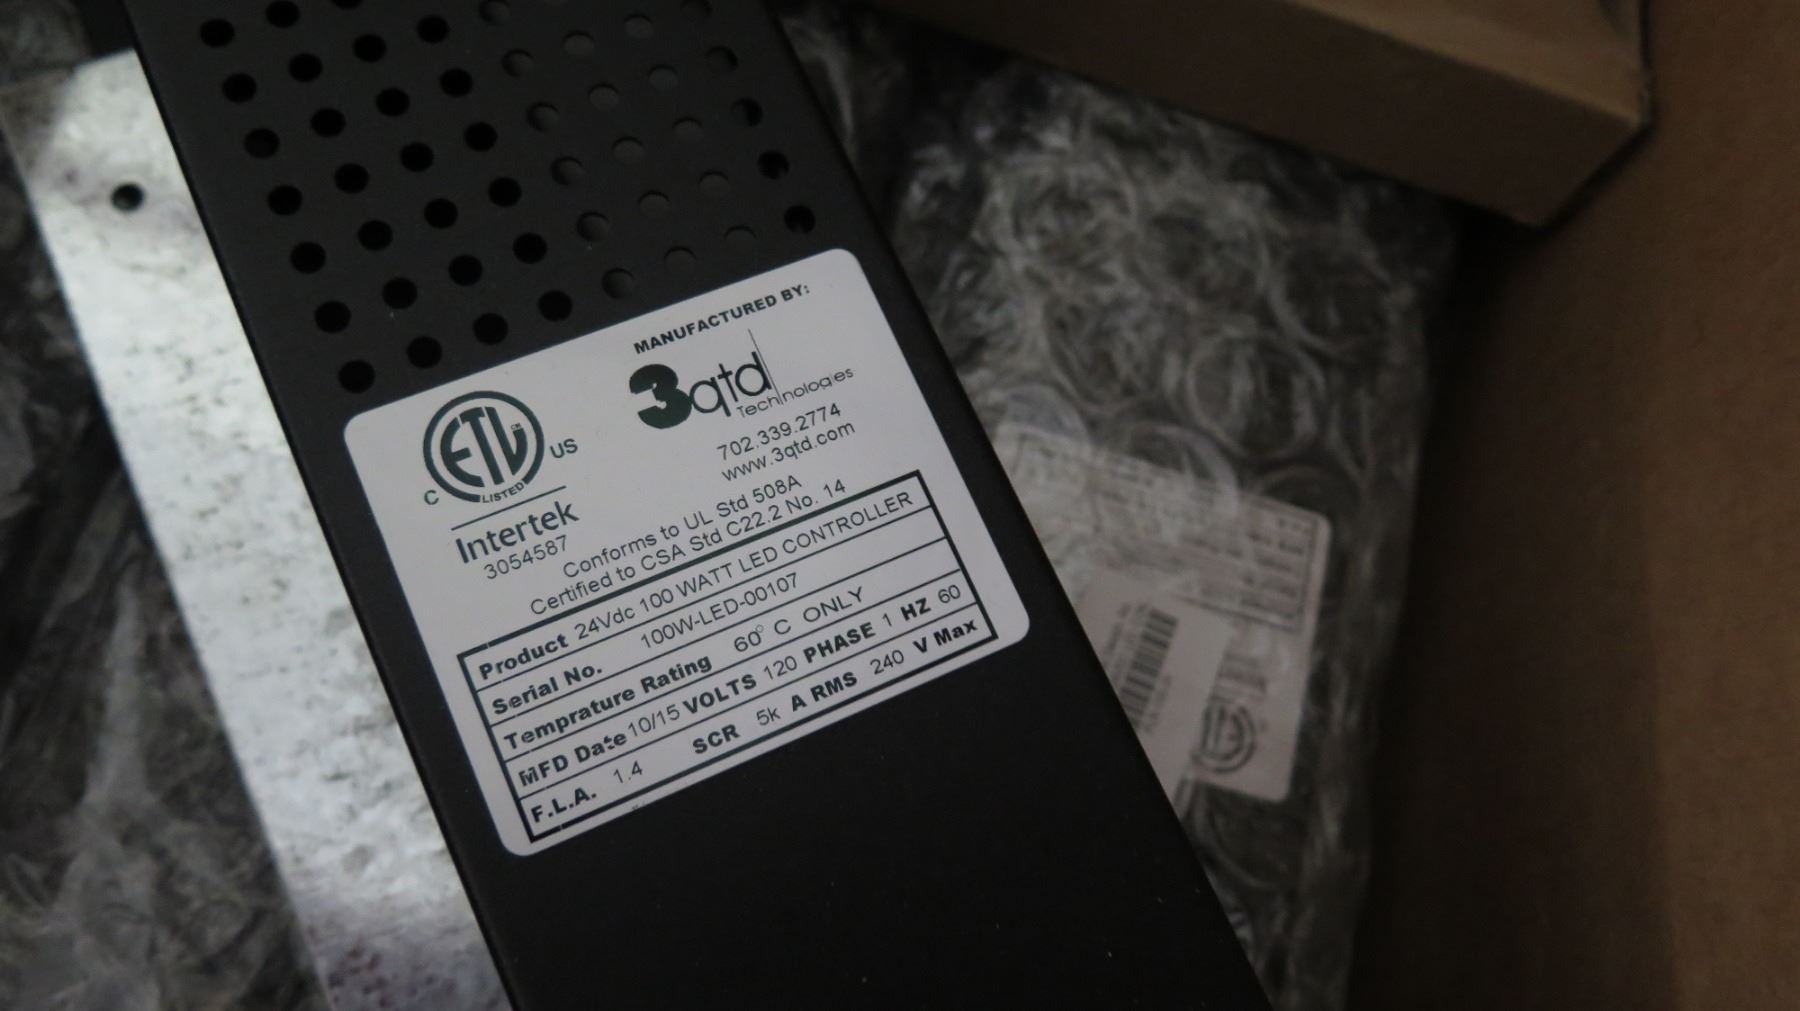 MANUFACTURED BY:
3qtd
Technologies
702.339.2774
www.3qtd.com
ETL CM
C US
LISTED
Intertek
3054587
Conforms to UL Std 508A
Certified to CSA Std C22.2 No. 14
Product 24Vdc 100 WATT LED CONTROLLER
Serial No. 100W-LED-00107
Temprature Rating 60° C ONLY
MFD Date 10/15 VOLTS 120 PHASE 1 HZ 60
F.L.A. 1.4 SCR 5k A RMS 240 V Max